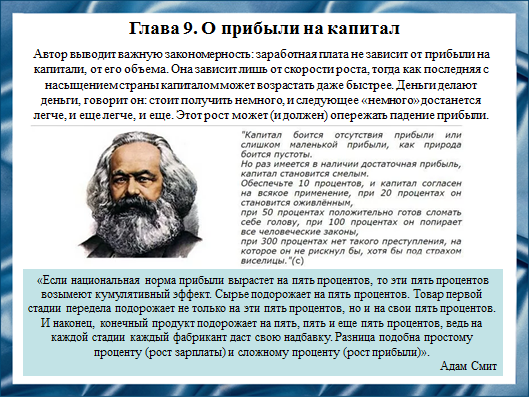 Глава 9. О прибыли на капитал
Автор выводит важную закономерность: заработная плата не зависит от прибыли на
капитали, от его объема. Она зависит лишь от скорости роста, тогда как последняя с
насыщением страны капиталом может возрастать даже быстрее. Деньги делают
деньги, говорит он: стоит получить немного, и следующее «немного» достанется
легче, и еще легче, и еще. Этот рост может (и должен) опережать падение прибыли.
"Капитал боится отсутствия прибыли или
слишком маленькой прибыли, как природа
боится пустоты.
Но раз имеется в наличии достаточная прибыль,
капитал становится смелым.
Обеспечьте 10 процентов, и капитал согласен
на всякое применение, при 20 процентах он
становится оживлённым,
при 50 процентах положительно готов сломать
себе голову, при 100 процентах он попирает
все человеческие законы,
при 300 процентах нет такого преступления, на
которое он не рискнул бы, хотя бы под страхом
виселицы."(с)
«Если национальная норма прибыли вырастет на пять процентов, то эти пять процентов
возымеют кумулятивный эффект. Сырье подорожает на пять процентов. Товар первой
стадии передела подорожает не только на эти пять процентов, но и на свои пять процентов.
И наконец, конечный продукт подорожает на пять, пять и еще пять процентов, ведь на
каждой стадии каждый фабрикант даст свою надбавку. Разница подобна простому
проценту (рост зарплаты) и сложному проценту (рост прибыли)».
Адам Смит